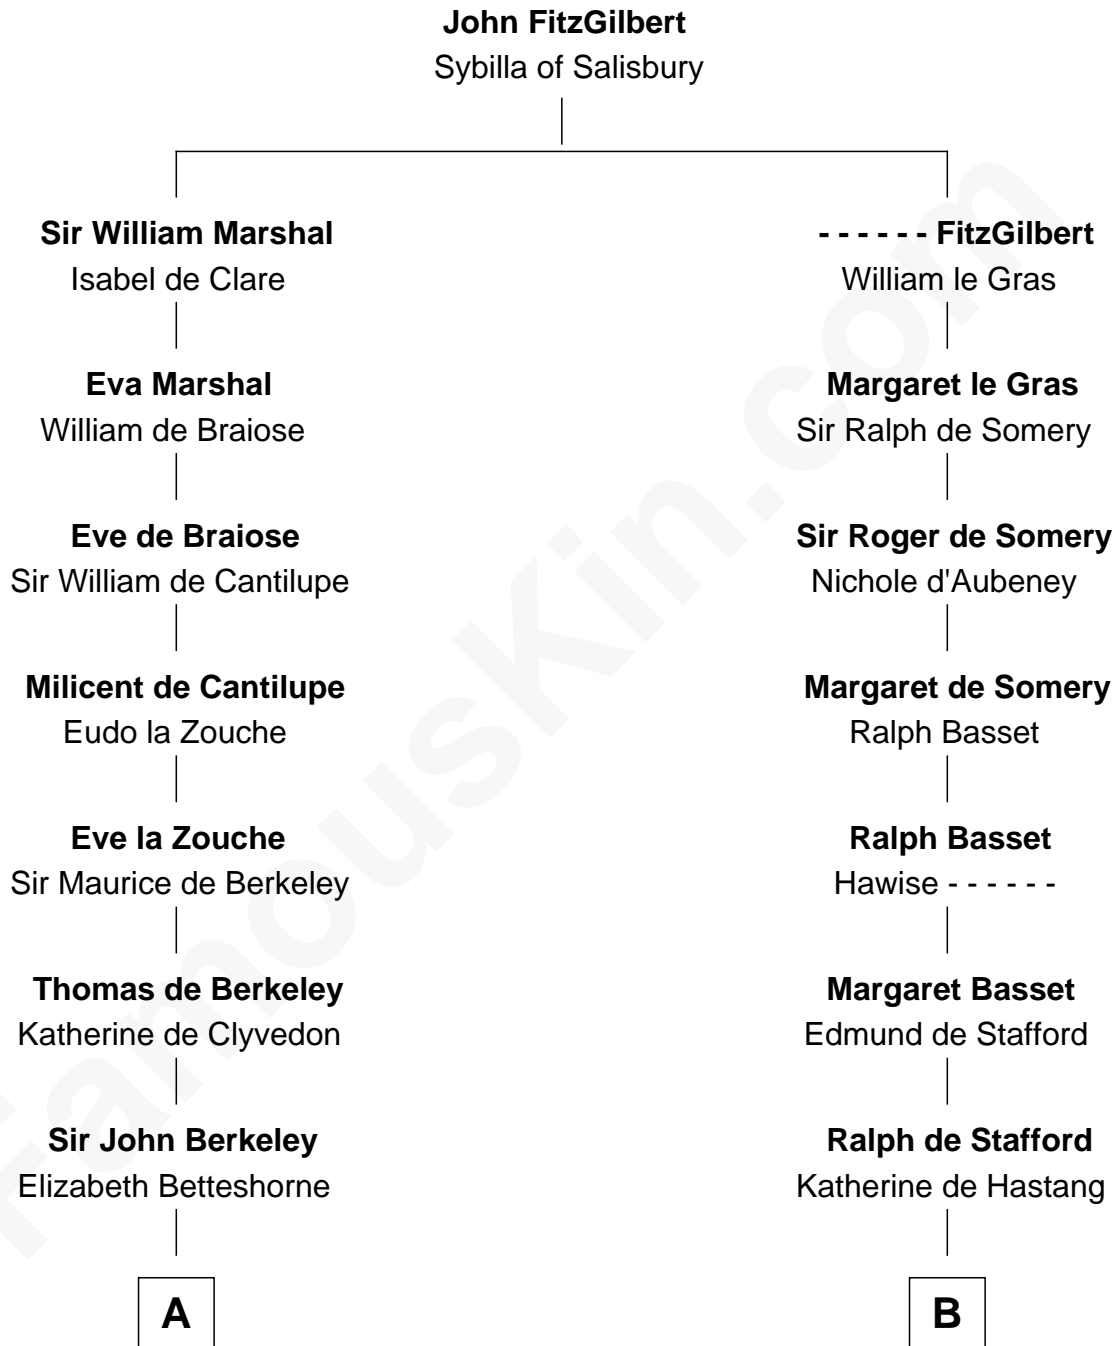 John FitzGilbert
Sybilla of Salisbury
Sir William Marshal
Isabel de Clare
Eva Marshal
William de Braiose
Eve de Braiose
Sir William de Cantilupe
Milicent de Cantilupe
Eudo la Zouche
Eve la Zouche
Sir Maurice de Berkeley
Thomas de Berkeley
Katherine de Clyvedon
Sir John Berkeley
Elizabeth Betteshorne
A
- - - - - - FitzGilbert
William le Gras
Margaret le Gras
Sir Ralph de Somery
Sir Roger de Somery
Nichole d'Aubeney
Margaret de Somery
Ralph Basset
Ralph Basset
Hawise - - - - - -
Margaret Basset
Edmund de Stafford
Ralph de Stafford
Katherine de Hastang
B
FamousKin.com